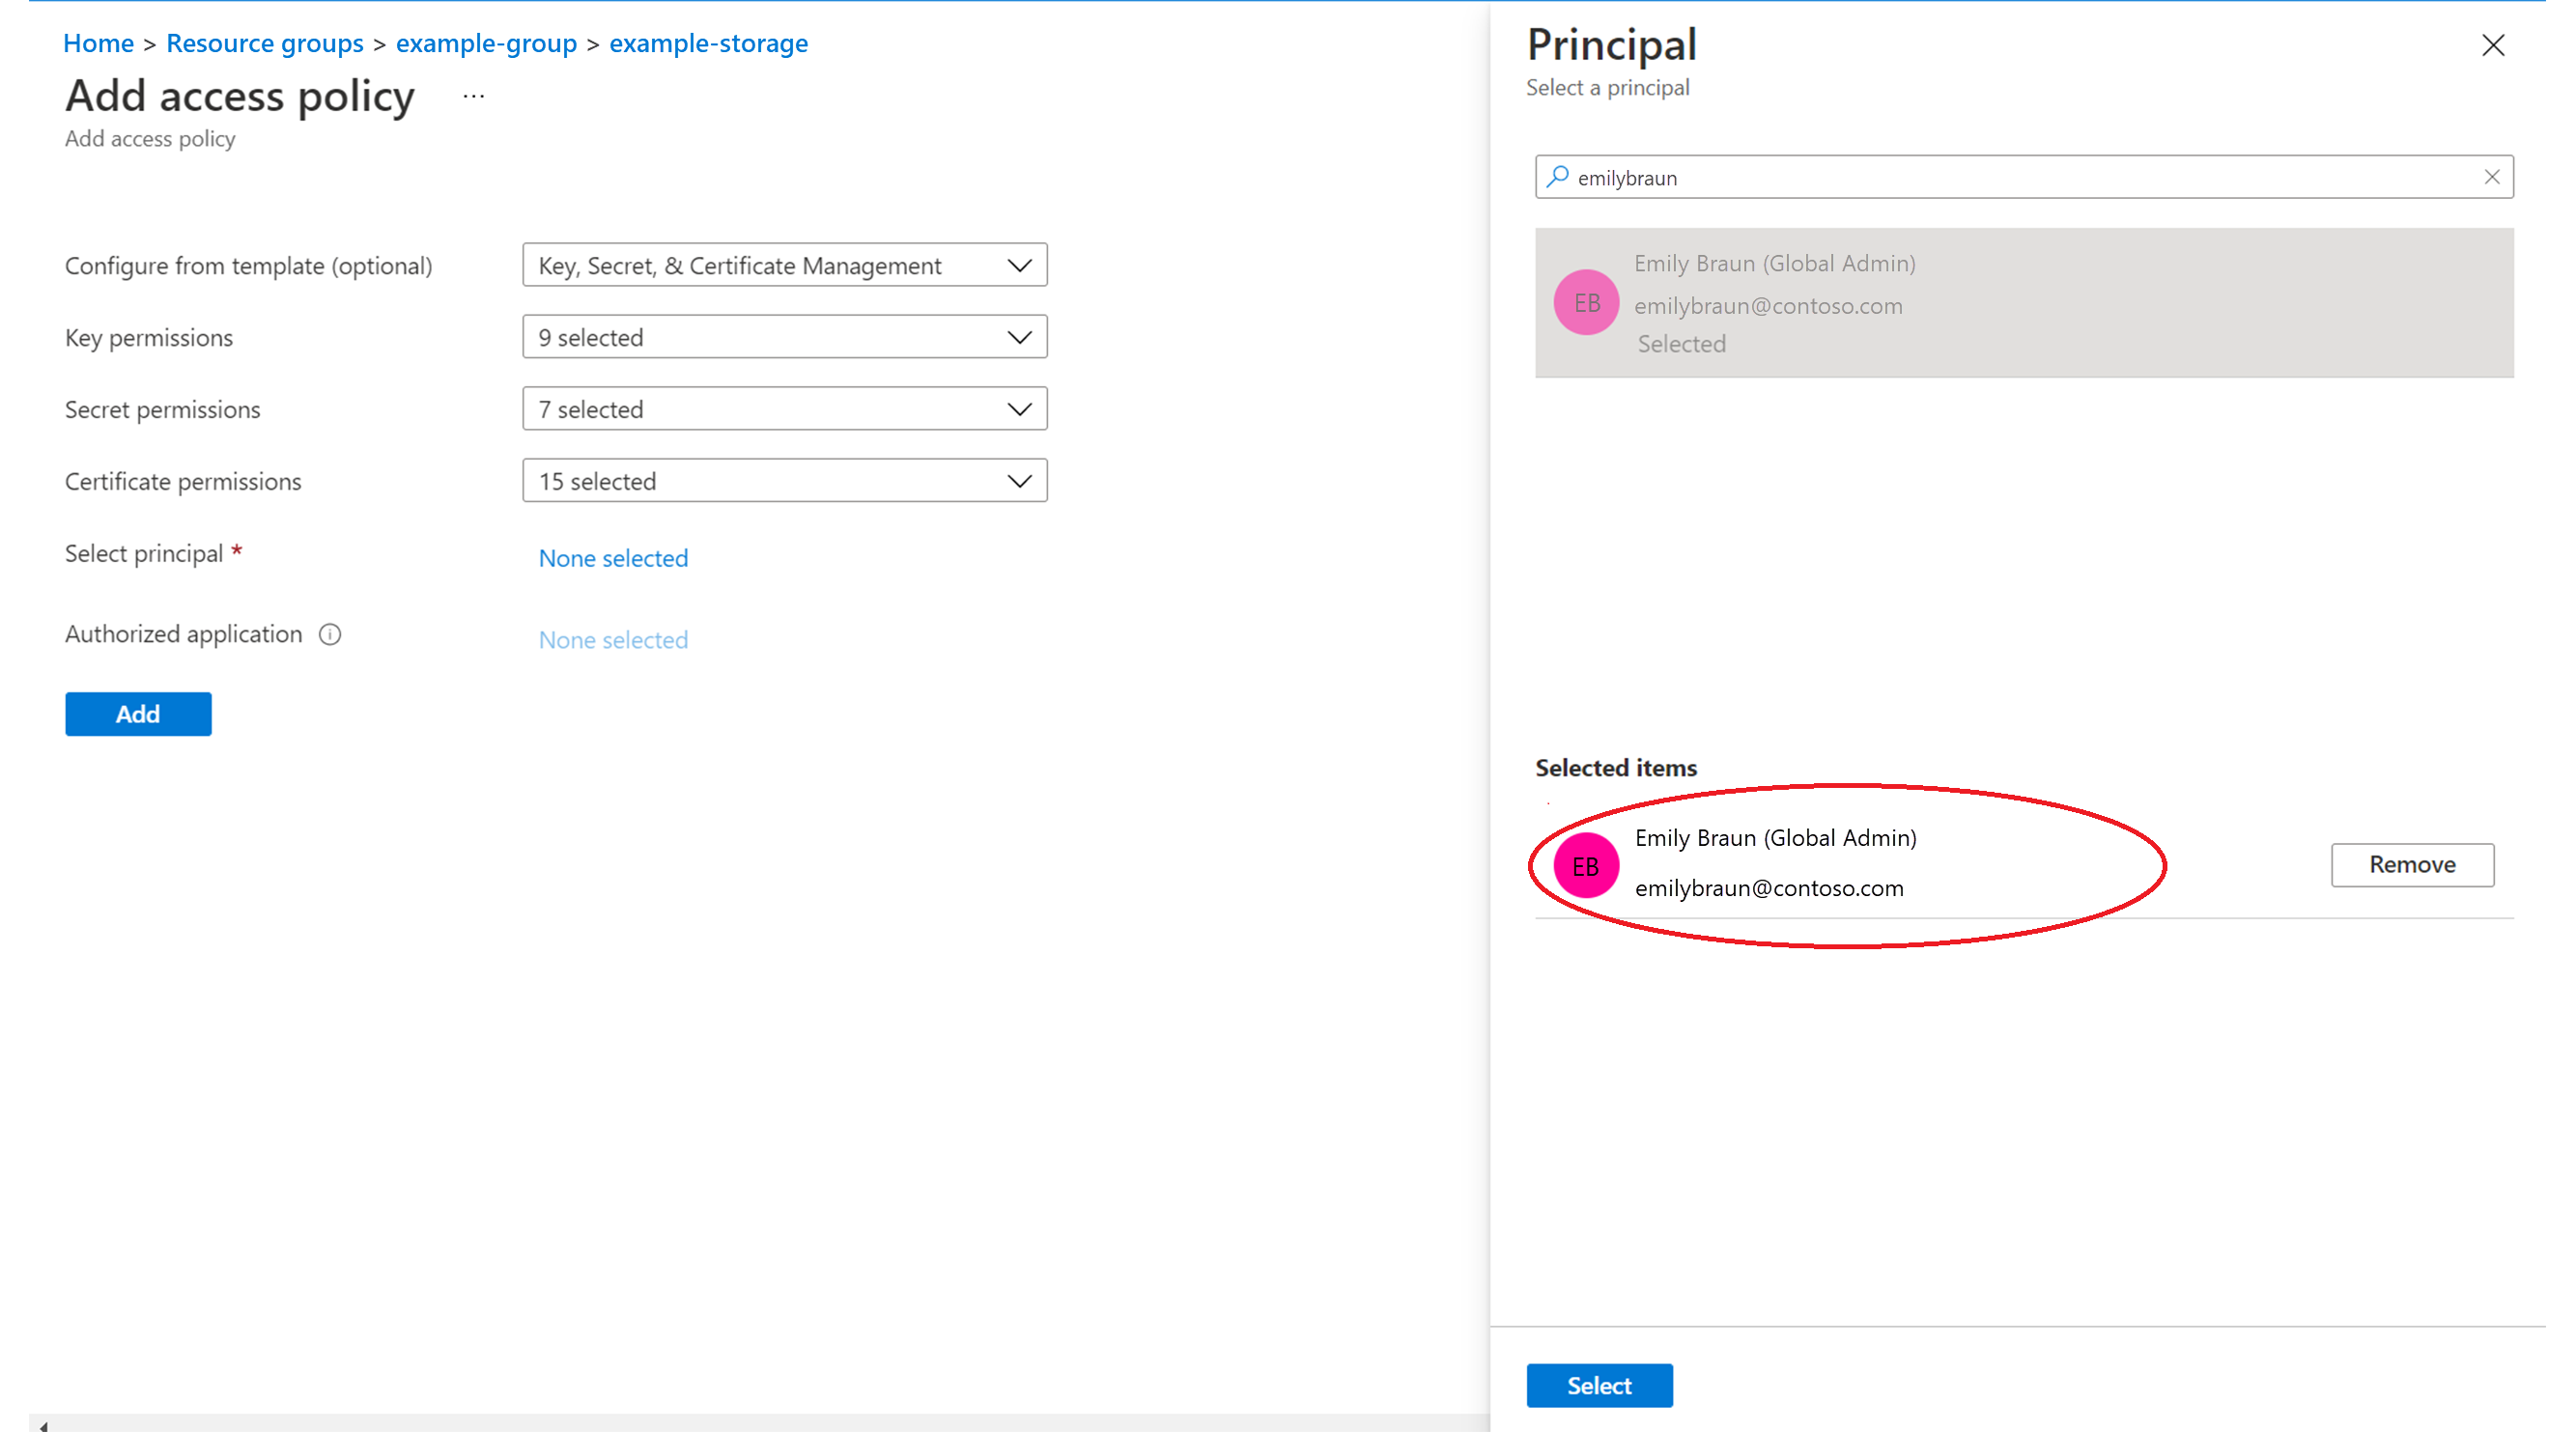 Home > Resource groups > example-group > example-storage
Add access policy ...
Add access policy
Configure from template (optional) Key, Secret, & Certificate Management
Key permissions 9 selected
Secret permissions 7 selected
Certificate permissions 15 selected
Select principal * None selected
Authorized application None selected
Add
Principal
Select a principal
emilybraun
EB
Emily Braun (Global Admin)
emilybraun@contoso.com
Selected
Selected items
EB
Emily Braun (Global Admin)
emilybraun@contoso.com
Remove
Select